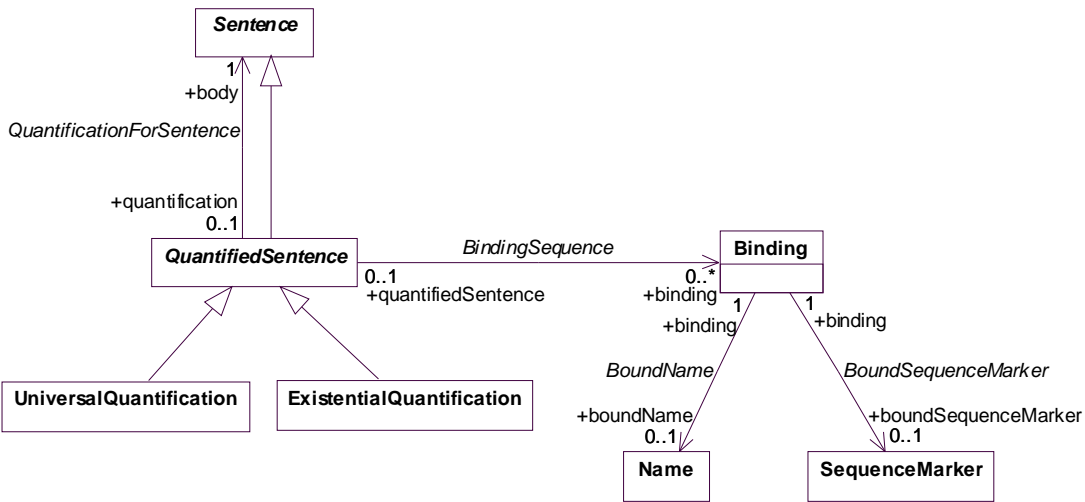 Sentence
1
+body
QuantificationForSentence
+quantification
0..1
QuantifiedSentence
BindingSequence
Binding
0..1
+quantifiedSentence
0..*
+binding
1
+binding
1
+binding
BoundName
BoundSequenceMarker
UniversalQuantification
ExistentialQuantification
+boundName
0..1
+boundSequenceMarker
0..1
Name
SequenceMarker